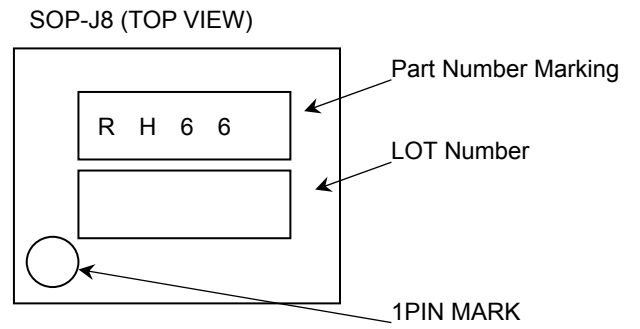 SOP-J8 (TOP VIEW)
Part Number Marking
R H 6 6
LOT Number
1PIN MARK